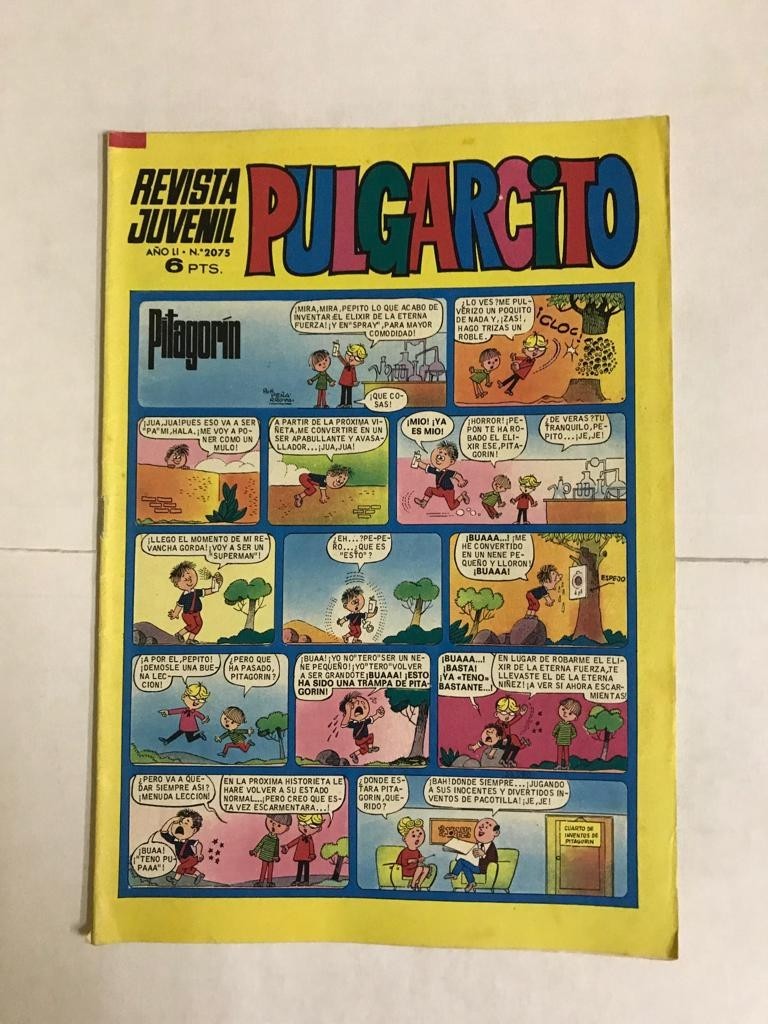 REVISTA
JUVENIL
AÑO LI - N.º 2075
6 PTS.
PULGARCiTO
Pitagorín
¡MIRA, MIRA, PEPITO LO QUE ACABO DE
INVENTAR: EL ELIXIR DE LA ETERNA
FUERZA! ¡Y EN "SPRAY", PARA MAYOR
COMODIDAD!
¡QUE CO-
SAS!
POR
PEÑA
RROYA
¿LO VES? ME PUL-
VERIZO UN POQUITO
DE NADA Y, ¡ZAS!,
HAGO TRIZAS UN
ROBLE.
¡CLOC!
¡JUA, JUA! PUES ESO VA A SER
"PA" MI, HALA. ¡ME VOY A PO-
NER COMO UN
MULO!
A PARTIR DE LA PROXIMA VI-
ÑETA, ME CONVERTIRE EN UN
SER APABULLANTE Y AVASA-
LLADOR... ¡JUA, JUA!
¡MIO! ¡YA
ES MIO!
¡HORROR! ¡PE-
PON TE HA RO-
BADO EL ELI-
XIR ESE, PITA-
GORIN!
¿DE VERAS? TU
TRANQUILO, PE-
PITO... ¡JE, JE!
¡LLEGO EL MOMENTO DE MI RE-
VANCHA GORDA! ¡VOY A SER UN
"SUPERMAN"!
¿EH...? PE-PE-
RO... ¿QUE ES
"ESTO"?
¡BUAAA...! ¡ME
HE CONVERTIDO
EN UN NENE PE-
QUEÑO Y LLORON!
¡BUAAA!
ESPEJO
¡A POR EL, PEPITO!
¡DEMOSLE UNA BUE-
NA LEC-
CION!
¿PERO QUE
HA PASADO,
PITAGORIN?
¡BUAA! ¡YO NO "TERO" SER UN NE-
NE PEQUEÑO! ¡YO "TERO" VOLVER
A SER GRANDOTE ¡BUAAA! ¡ESTO
HA SIDO UNA TRAMPA DE PITA-
GORIN!
¡BUAAA...!
¡BASTA!
¡YA «TENO»
BASTANTE...!
EN LUGAR DE ROBARME EL ELI-
XIR DE LA ETERNA FUERZA, TE
LLEVASTE EL DE LA ETERNA
NIÑEZ! ¡A VER SI AHORA ESCAR-
MIENTAS!
¿PERO VA A QUE-
DAR SIEMPRE ASI?
¡MENUDA LECCION!
¡BUAA!
¡"TENO PU-
PAAA"!
EN LA PROXIMA HISTORIETA LE
HARE VOLVER A SU ESTADO
NORMAL... ¡PERO CREO QUE ES-
TA VEZ ESCARMENTARA...!
¿DONDE ES-
TARA PITA-
GORIN, QUE-
RIDO?
¡BAH! DONDE SIEMPRE... ¡JUGANDO
A SUS INOCENTES Y DIVERTIDOS IN-
VENTOS DE PACOTILLA! ¡JE, JE!
CUARTO DE
INVENTOS DE
PITAGORIN